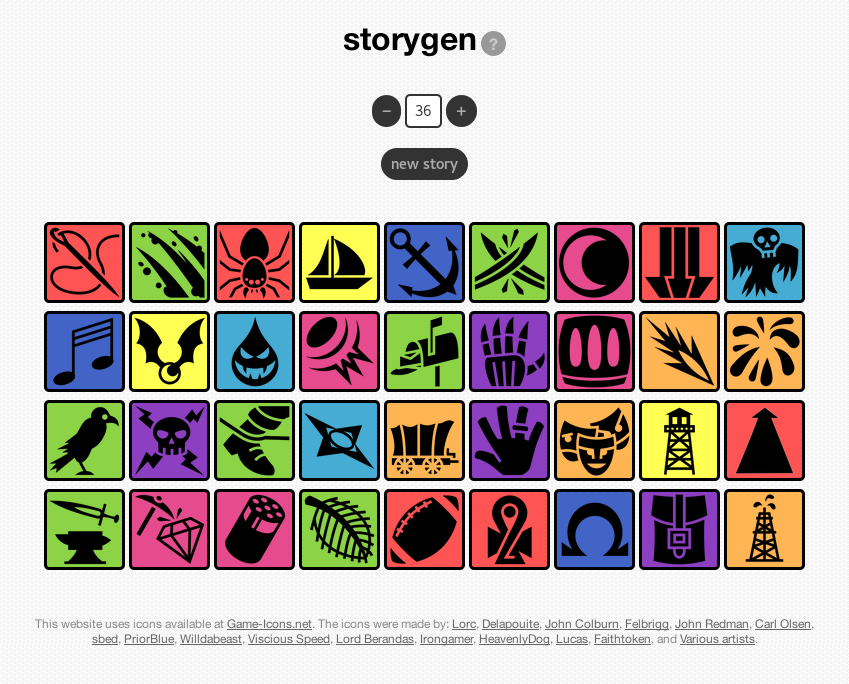 storygen ?
− 36 +
new story
This website uses icons available at Game-Icons.net. The icons were made by: Lorc, Delapouite, John Colburn, Felbrigg, John Redman, Carl Olsen,
sbed, PriorBlue, Willdabeast, Viscious Speed, Lord Berandas, Irongamer, HeavenlyDog, Lucas, Faithtoken, and Various artists.